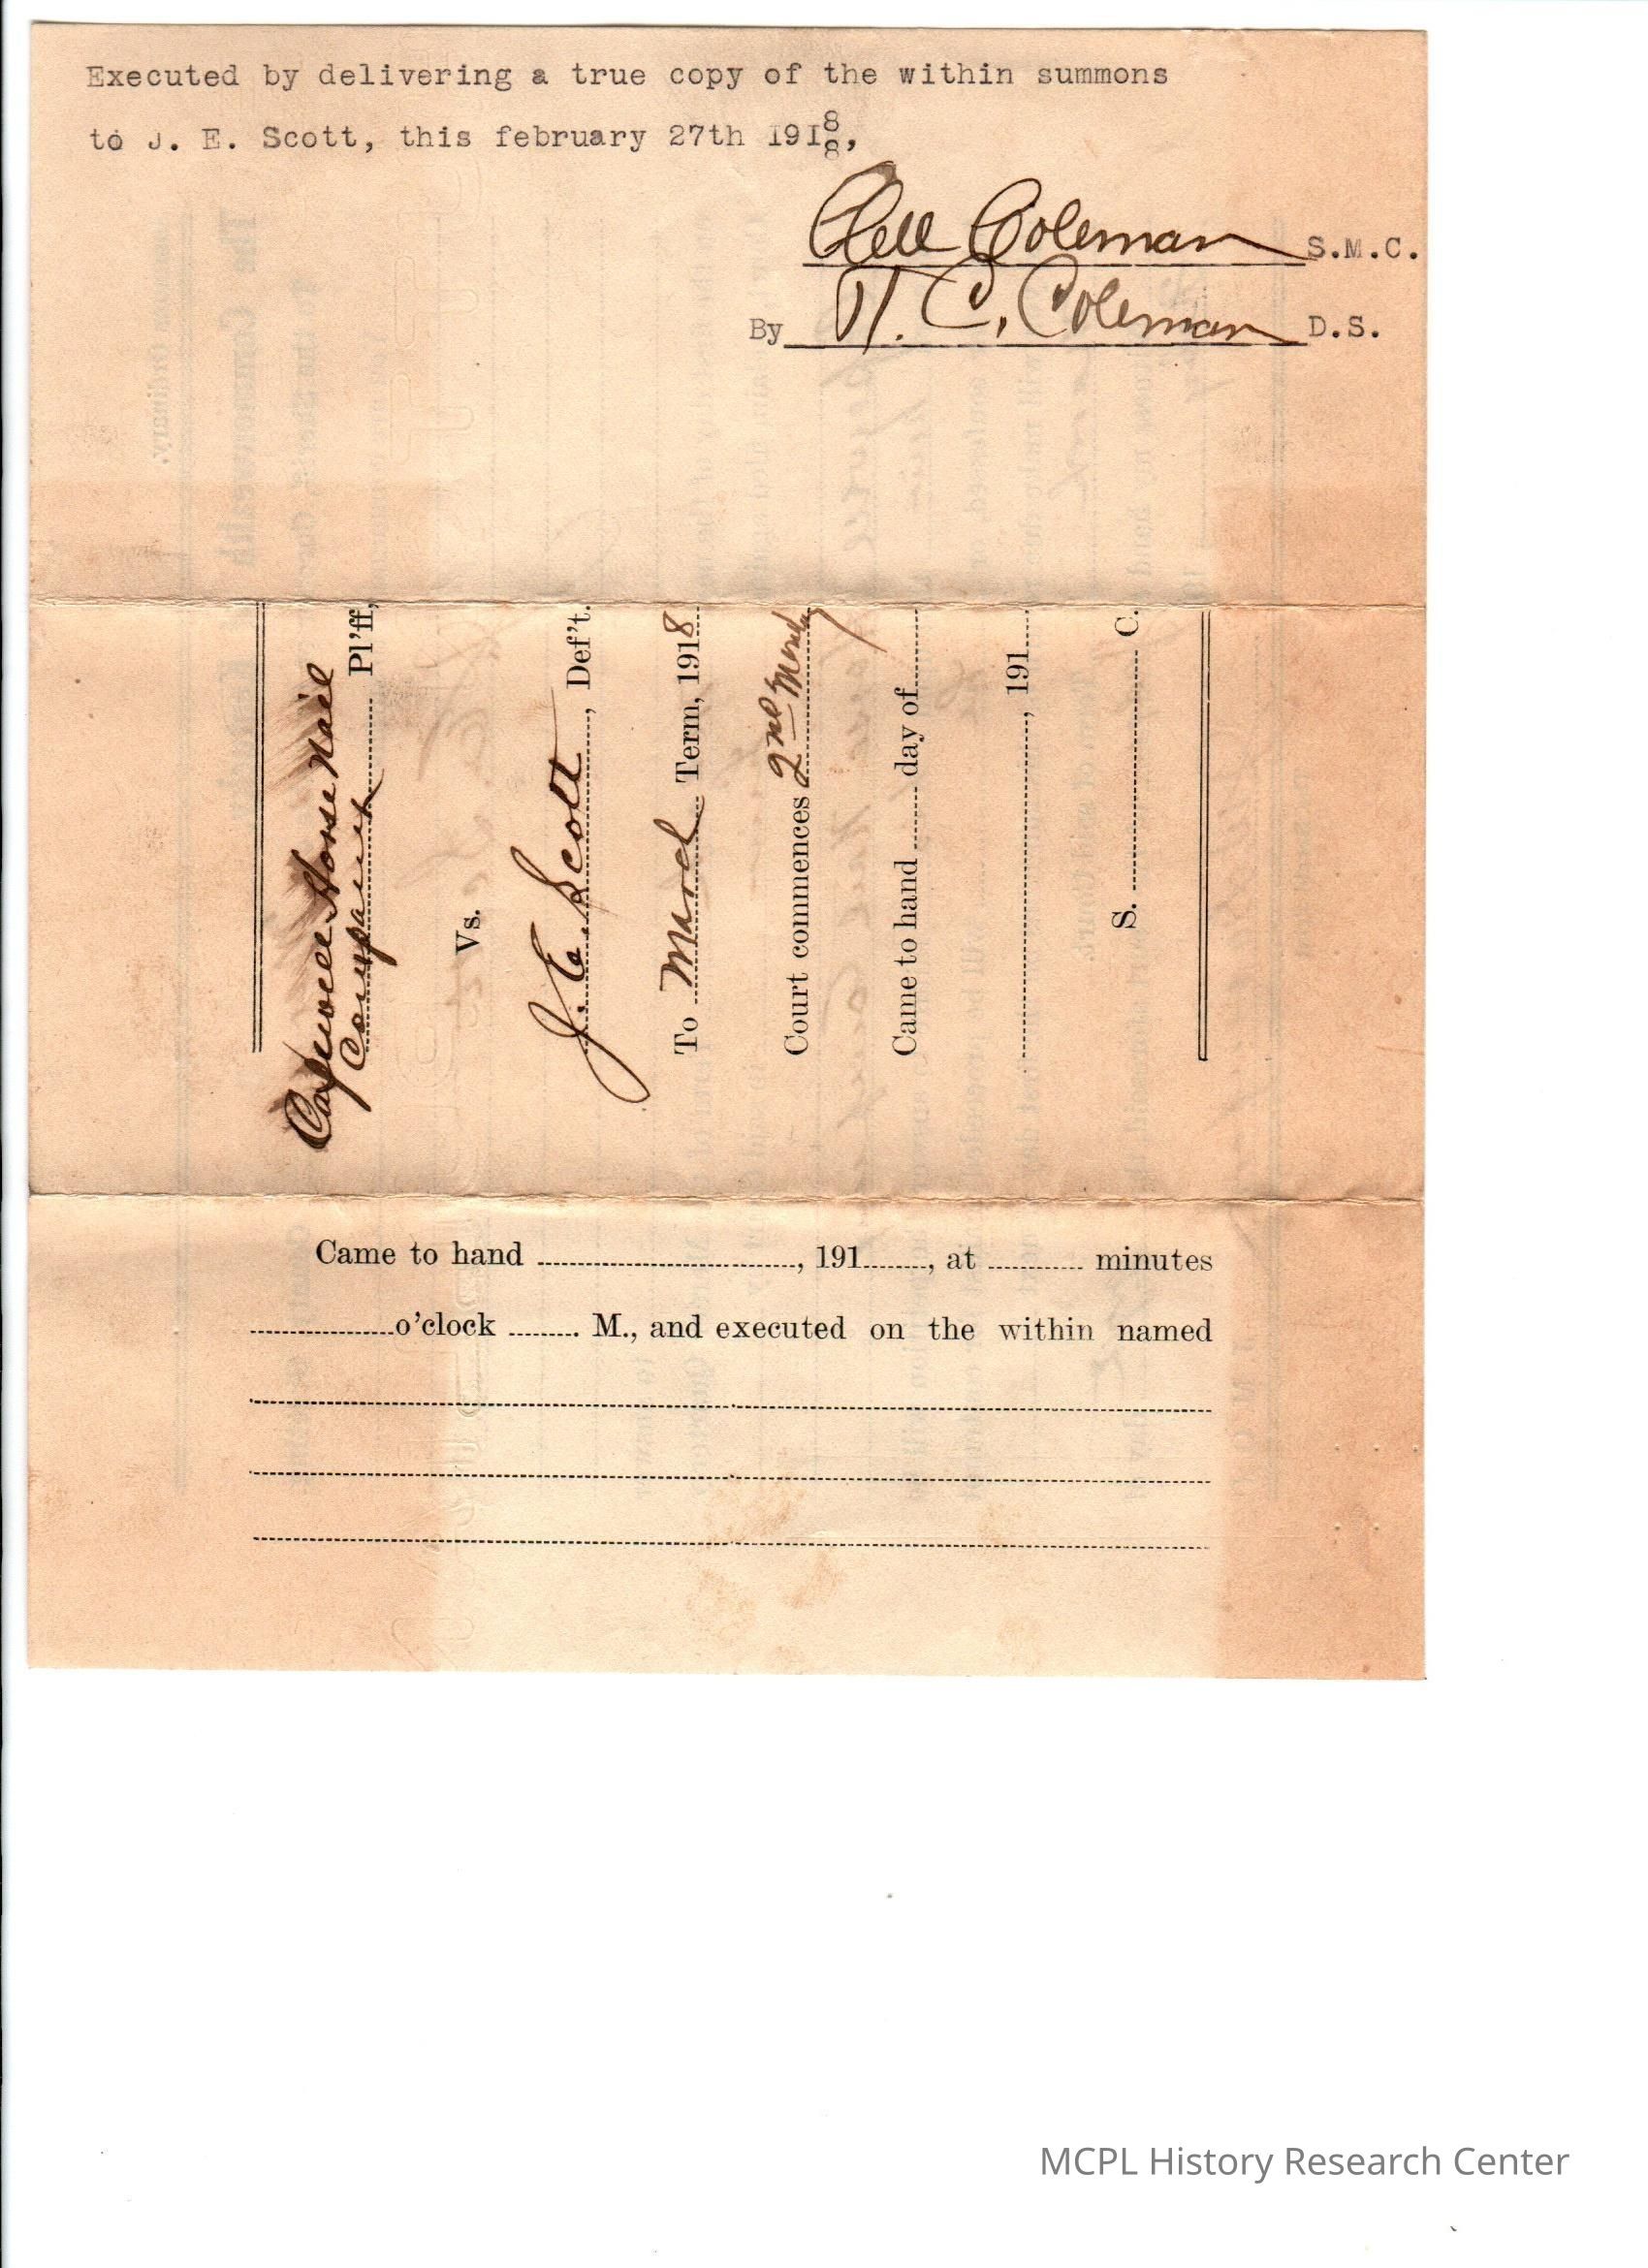 Executed by delivering a true copy of the within summons
to J. E. Scott, this february 27th 1918,
Clell Coleman S.M.C.
By N. C. Coleman D.S.
Capewell Horse Nail
Company Pl'ff,
Vs.
J. E. Scott, Def't.
To March Term, 1918
Court commences 2nd Monday
Came to hand day of
, 191
S. C.
Came to hand , 191 , at minutes
o'clock M., and executed on the within named
MCPL History Research Center